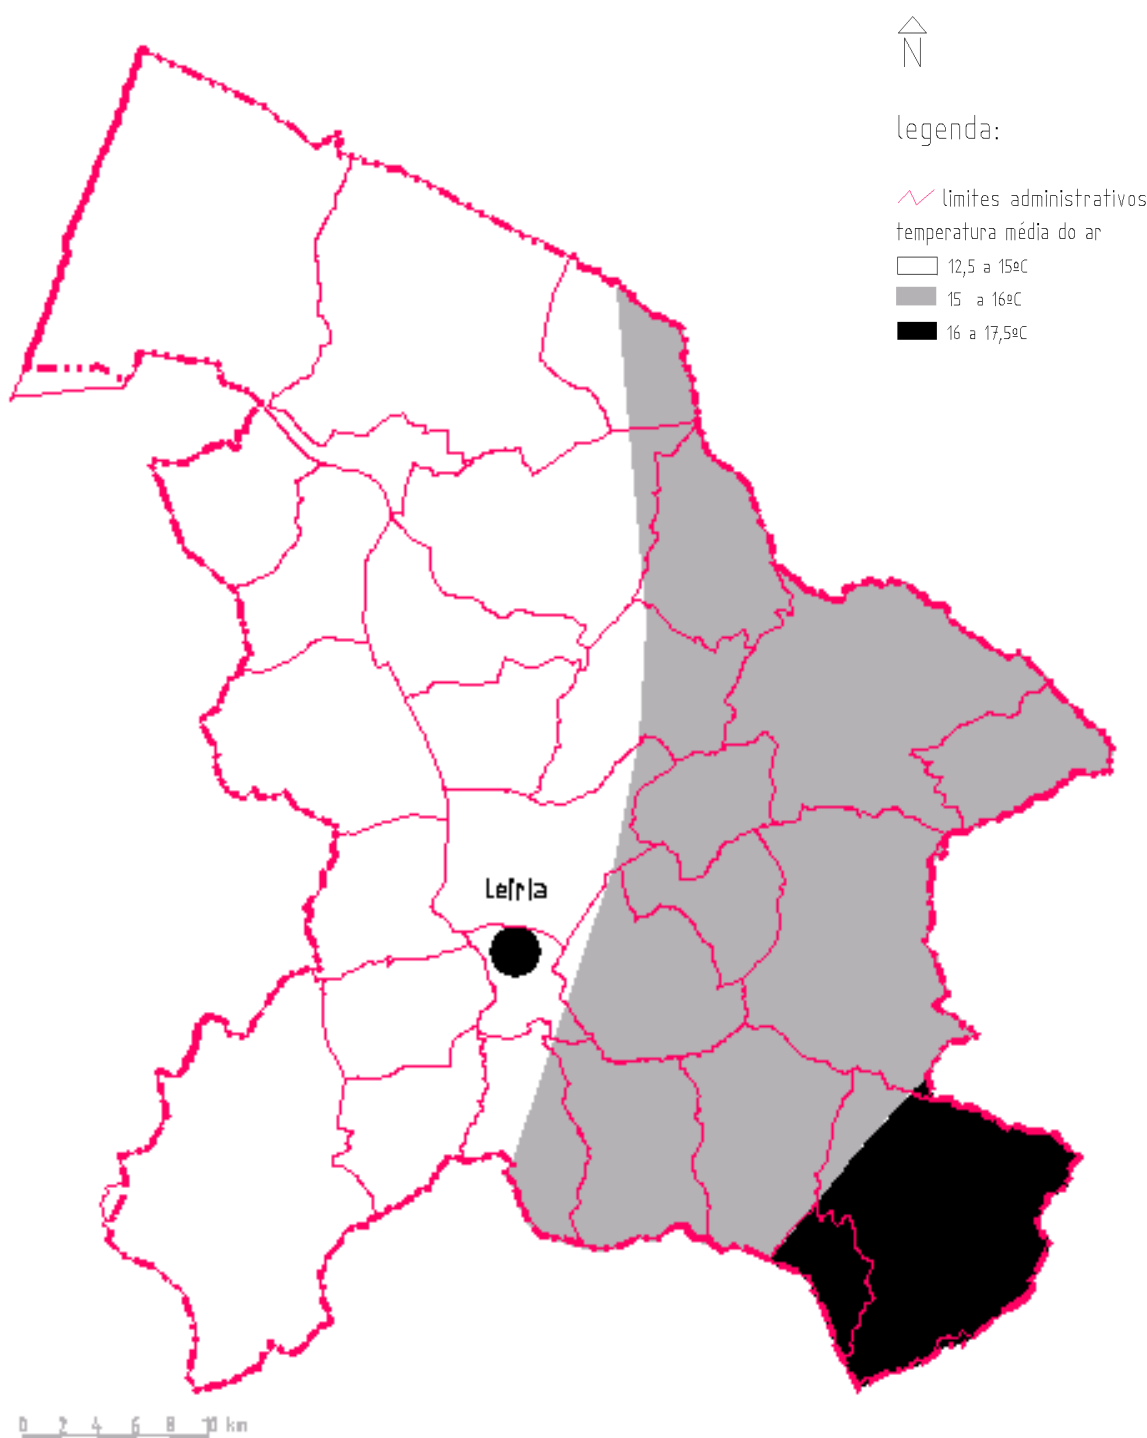 N
legenda:
limites administrativos
temperatura média do ar
12,5 a 15ºC
15 a 16ºC
16 a 17,5ºC
Leiria
0 2 4 6 8 10 km